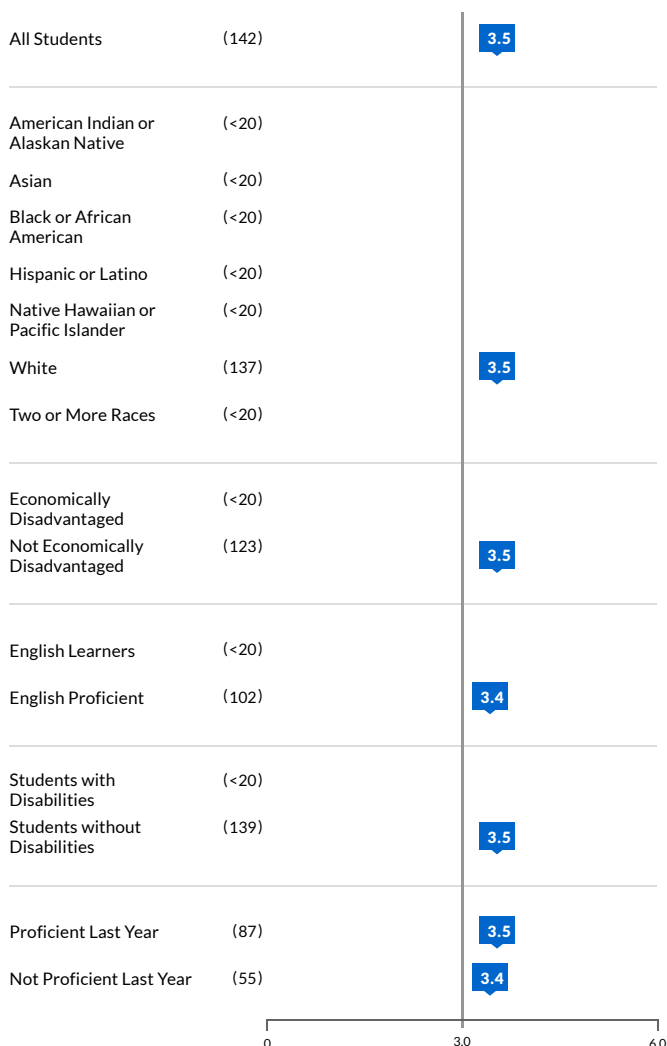 All Students (142) 3.5
American Indian or (<20)
Alaskan Native
Asian (<20)
Black or African (<20)
American
Hispanic or Latino (<20)
Native Hawaiian or (<20)
Pacific Islander
White (137) 3.5
Two or More Races (<20)
Economically (<20)
Disadvantaged
Not Economically (123) 3.5
Disadvantaged
English Learners (<20)
English Proficient (102) 3.4
Students with (<20)
Disabilities
Students without (139) 3.5
Disabilities
Proficient Last Year (87) 3.5
Not Proficient Last Year (55) 3.4
0 3.0 6.0